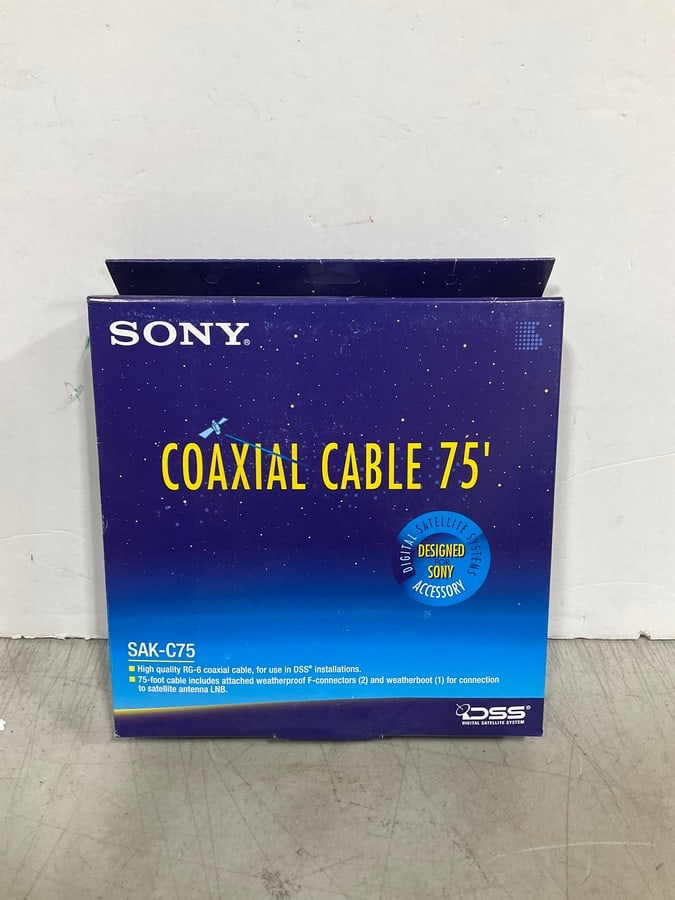 SONY®
COAXIAL CABLE 75'
DIGITAL SATELLITE SYSTEMS
DESIGNED
SONY
ACCESSORY
SAK-C75
High quality RG-6 coaxial cable, for use in DSS® installations.
75-foot cable includes attached weatherproof F-connectors (2) and weatherboot (1) for connection
to satellite antenna LNB.
DSS®
DIGITAL SATELLITE SYSTEM